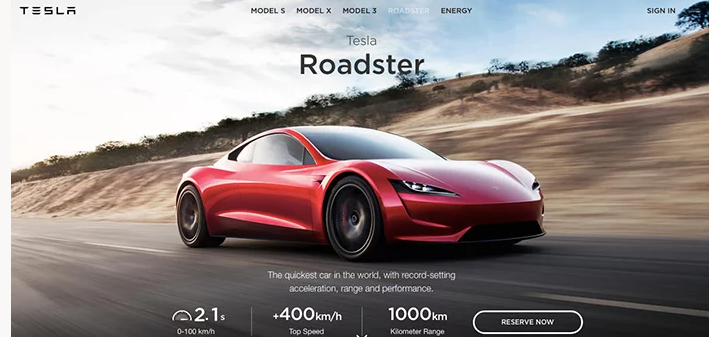 TESLA
MODEL S MODEL X MODEL 3 ROADSTER ENERGY
SIGN IN
Tesla
Roadster
The quickest car in the world, with record-setting
acceleration, range and performance.
2.1s
0-100 km/h
+400km/h
Top Speed
1000km
Kilometer Range
RESERVE NOW